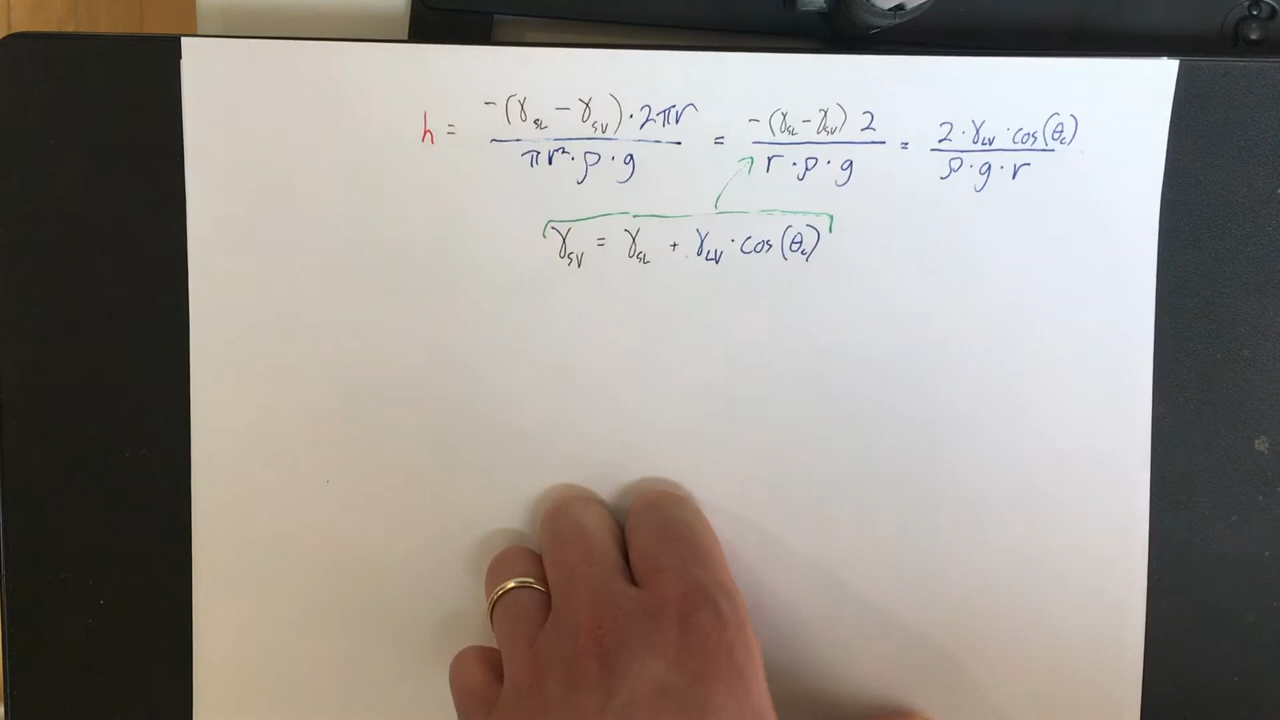 h = -(γ_SL - γ_SV) · 2πr / πr² · ρ · g = -(γ_SL - γ_SV) 2 / r · ρ · g = 2 · γ_LV · cos(θ_c) / ρ · g · r
γ_SV = γ_SL + γ_LV · cos(θ_c)